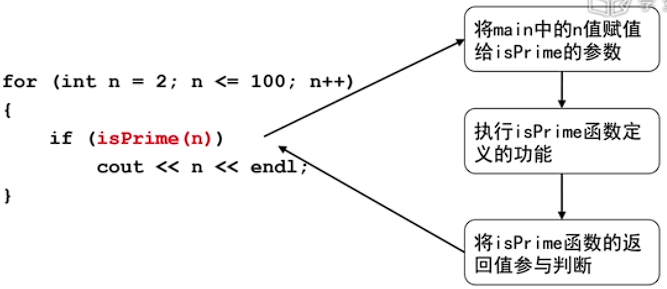 for (int n = 2; n <= 100; n++)
{
if (isPrime(n))
cout << n << endl;
}
将main中的n值赋值
给isPrime的参数
执行isPrime函数定
义的功能
将isPrime函数的返
回值参与判断